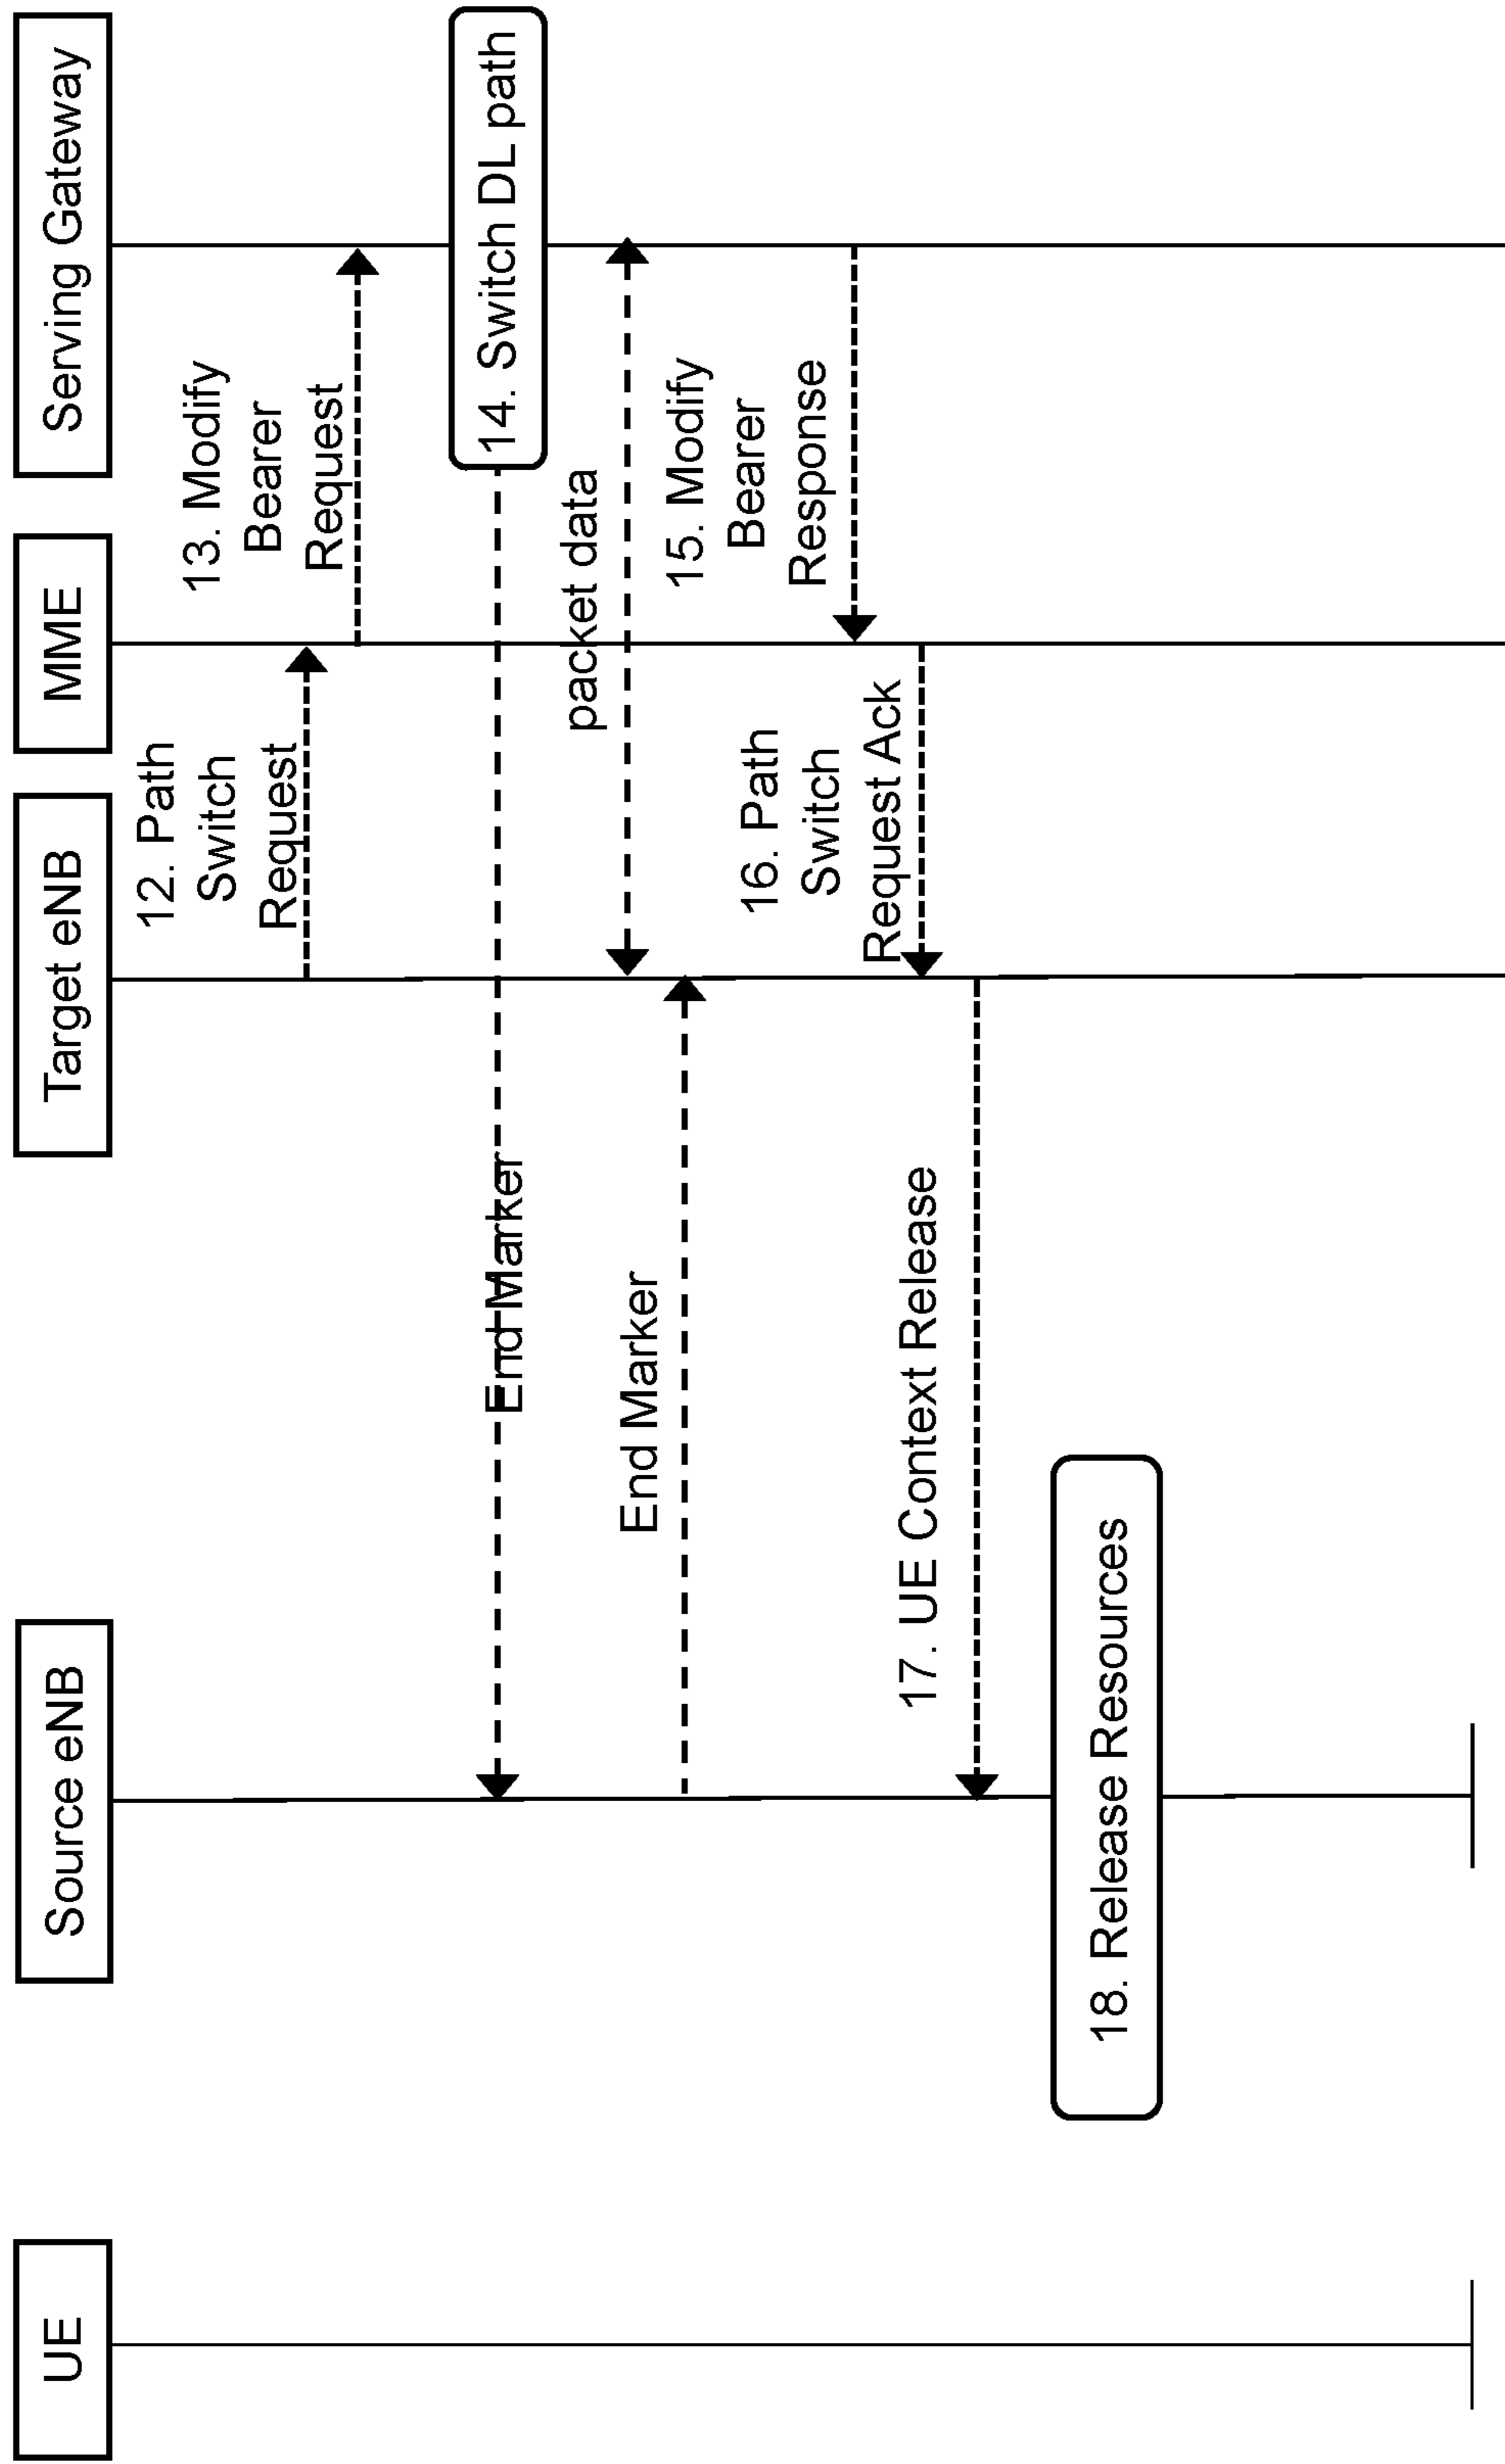 UE
Source eNB
Target eNB
MME
Serving Gateway
12. Path
Switch
Request
13. Modify
Bearer
Request
14. Switch DL path
End Marker
packet data
End Marker
15. Modify
Bearer
Response
16. Path
Switch
Request Ack
17. UE Context Release
18. Release Resources